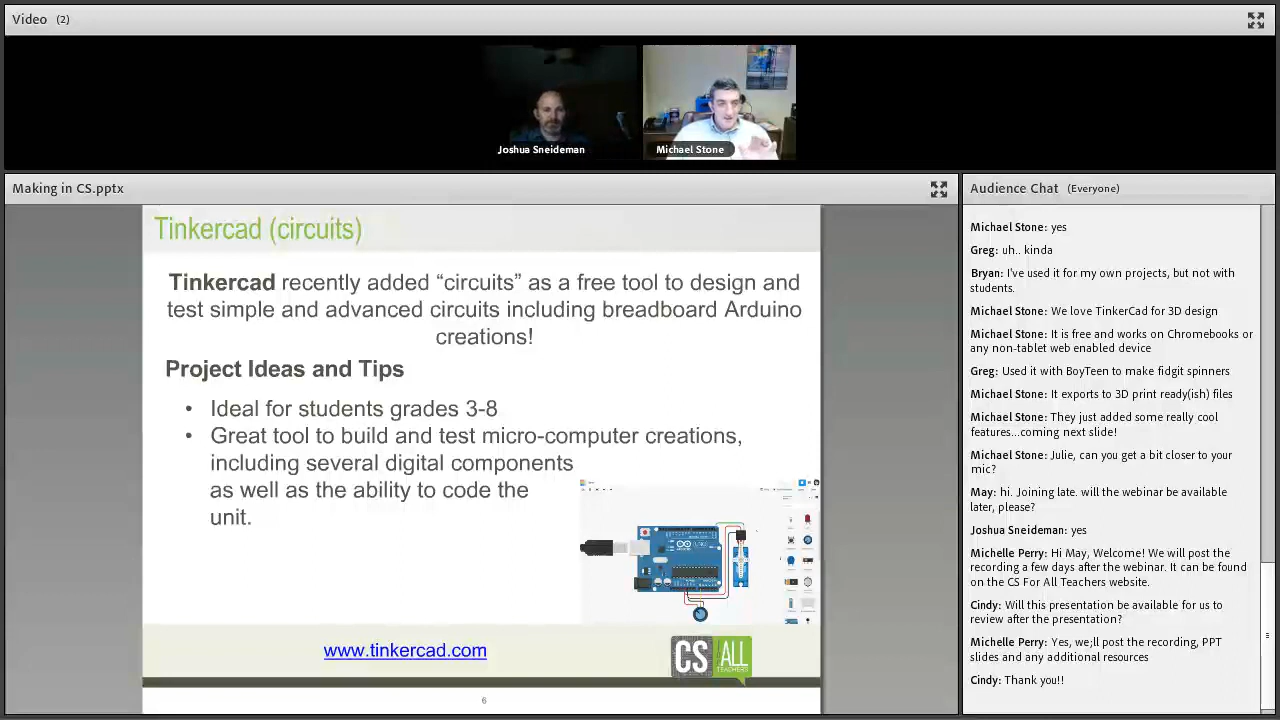 Video (2)
Joshua Sneideman
Michael Stone
Making in CS.pptx
Tinkercad (circuits)
Tinkercad recently added “circuits” as a free tool to design and
test simple and advanced circuits including breadboard Arduino
creations!
Project Ideas and Tips
• Ideal for students grades 3-8
• Great tool to build and test micro-computer creations,
including several digital components
as well as the ability to code the
unit.
www.tinkercad.com
CS ALL
TEACHERS
6
Audience Chat (Everyone)
Michael Stone: yes
Greg: uh.. kinda
Bryan: I've used it for my own projects, but not with
students.
Michael Stone: We love TinkerCad for 3D design
Michael Stone: It is free and works on Chromebooks or
any non-tablet web enabled device
Greg: Used it with BoyTeen to make fidgit spinners
Michael Stone: It exports to 3D print ready(ish) files
Michael Stone: They just added some really cool
features...coming next slide!
Michael Stone: Julie, can you get a bit closer to your
mic?
May: hi. Joining late. will the webinar be available
later, please?
Joshua Sneideman: yes
Michelle Perry: Hi May, Welcome! We will post the
recording a few days after the webinar. It can be found
on the CS For All Teachers website.
Cindy: Will this presentation be available for us to
review after the presentation?
Michelle Perry: Yes, we;ll post the recording, PPT
slides and any additional resources
Cindy: Thank you!!